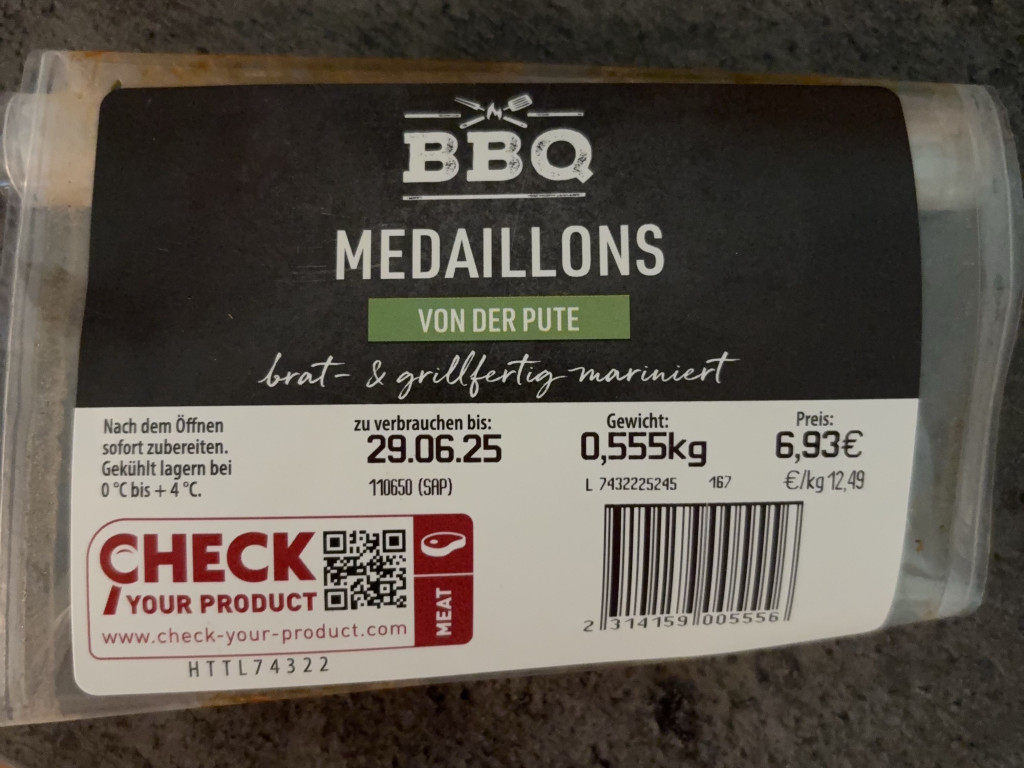 BBQ
MEDAILLONS
VON DER PUTE
brat- & grillfertig mariniert
Nach dem Öffnen
sofort zubereiten.
Gekühlt lagern bei
0 °C bis + 4 °C.
zu verbrauchen bis:
29.06.25
110650 (SAP)
Gewicht:
0,555kg
L 7432225245 167
Preis:
6,93€
€/kg 12,49
CHECK
YOUR PRODUCT
www.check-your-product.com
MEAT
HTTL74322
2 314159 005556